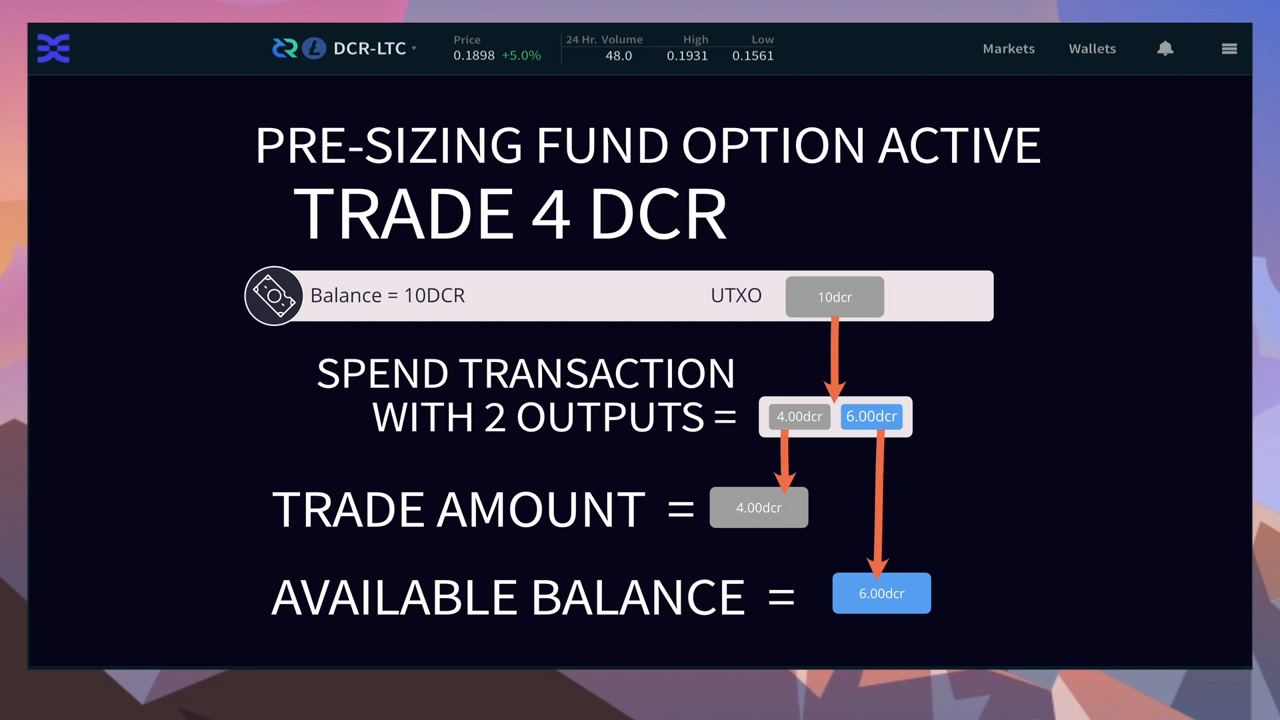 DCR-LTC
Price
0.1898 +5.0%
24 Hr. Volume
48.0
High
0.1931
Low
0.1561
Markets
Wallets
PRE-SIZING FUND OPTION ACTIVE
TRADE 4 DCR
Balance = 10DCR
UTXO
10dcr
SPEND TRANSACTION
WITH 2 OUTPUTS =
4.00dcr
6.00dcr
TRADE AMOUNT =
4.00dcr
AVAILABLE BALANCE =
6.00dcr